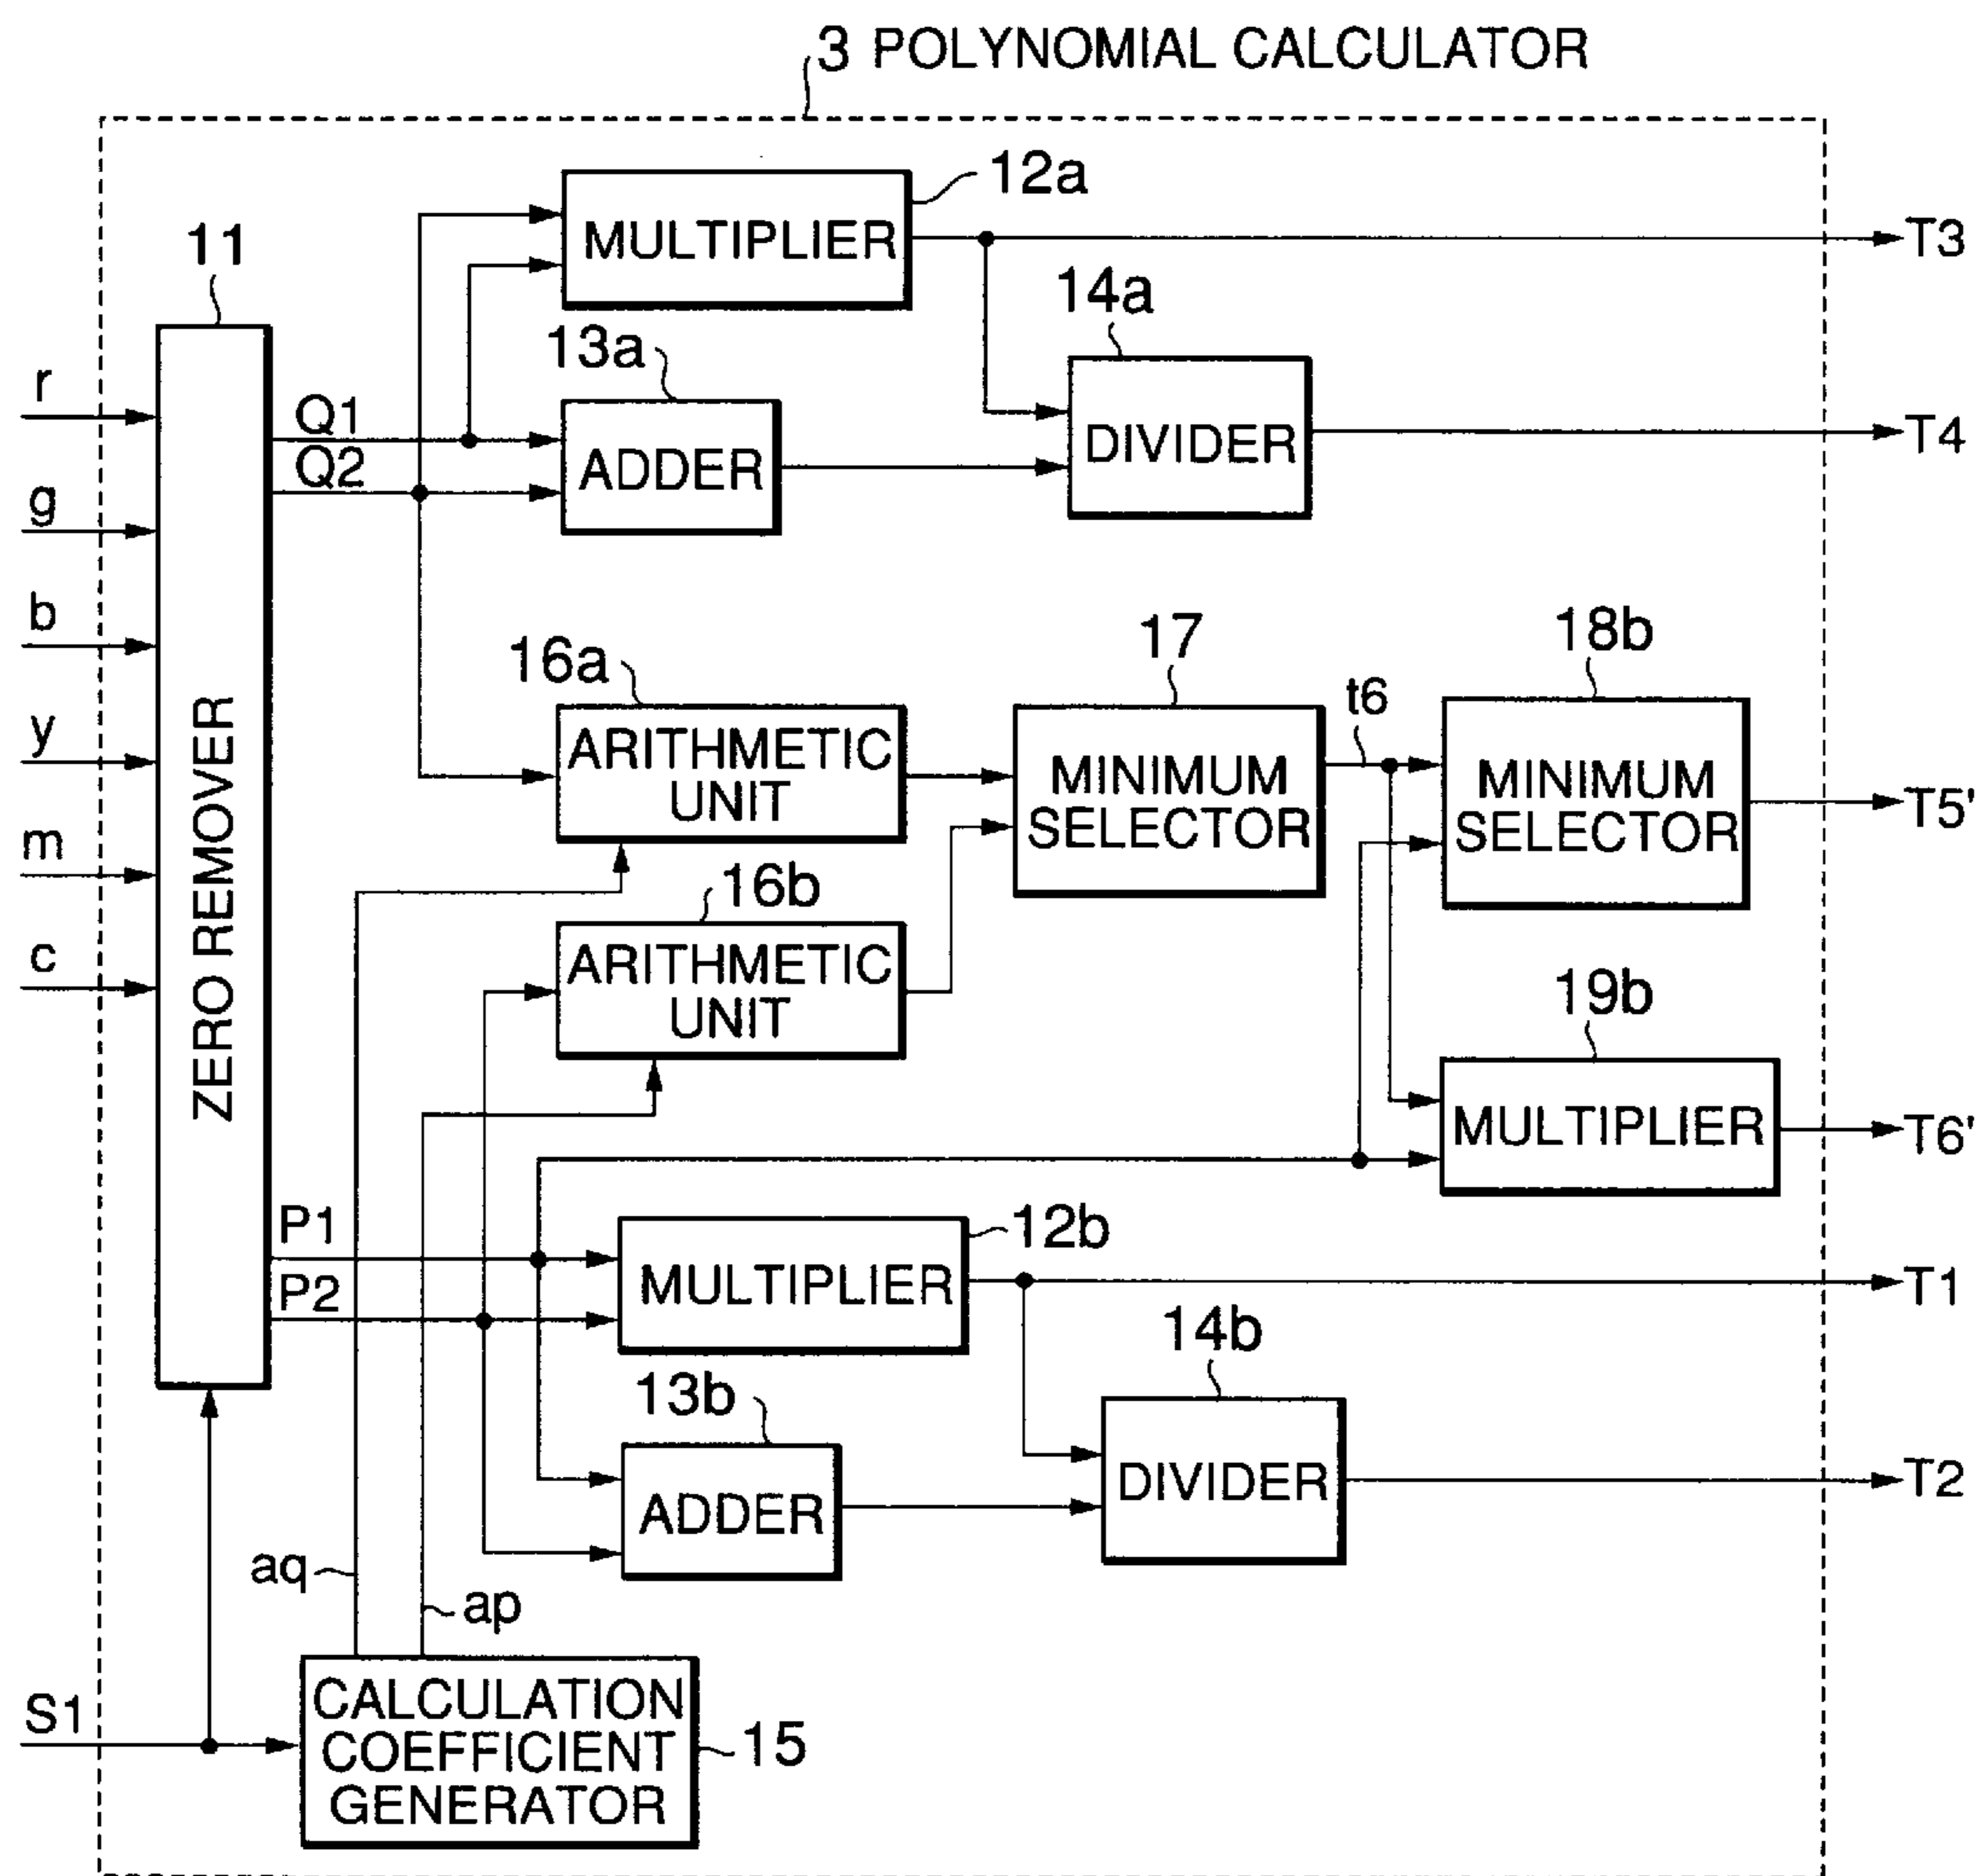 3 POLYNOMIAL CALCULATOR
12a
MULTIPLIER
T3
11
14a
13a
r
Q1
DIVIDER
T4
ADDER
Q2
g
b
18b
17
16a
t6
y
ARITHMETIC
UNIT
MINIMUM
SELECTOR
MINIMUM
SELECTOR
T5'
m
16b
ZERO REMOVER
c
ARITHMETIC
UNIT
19b
MULTIPLIER
T6'
P1
12b
MULTIPLIER
T1
P2
14b
13b
DIVIDER
T2
ADDER
aq
ap
S1
CALCULATION
COEFFICIENT
GENERATOR
15